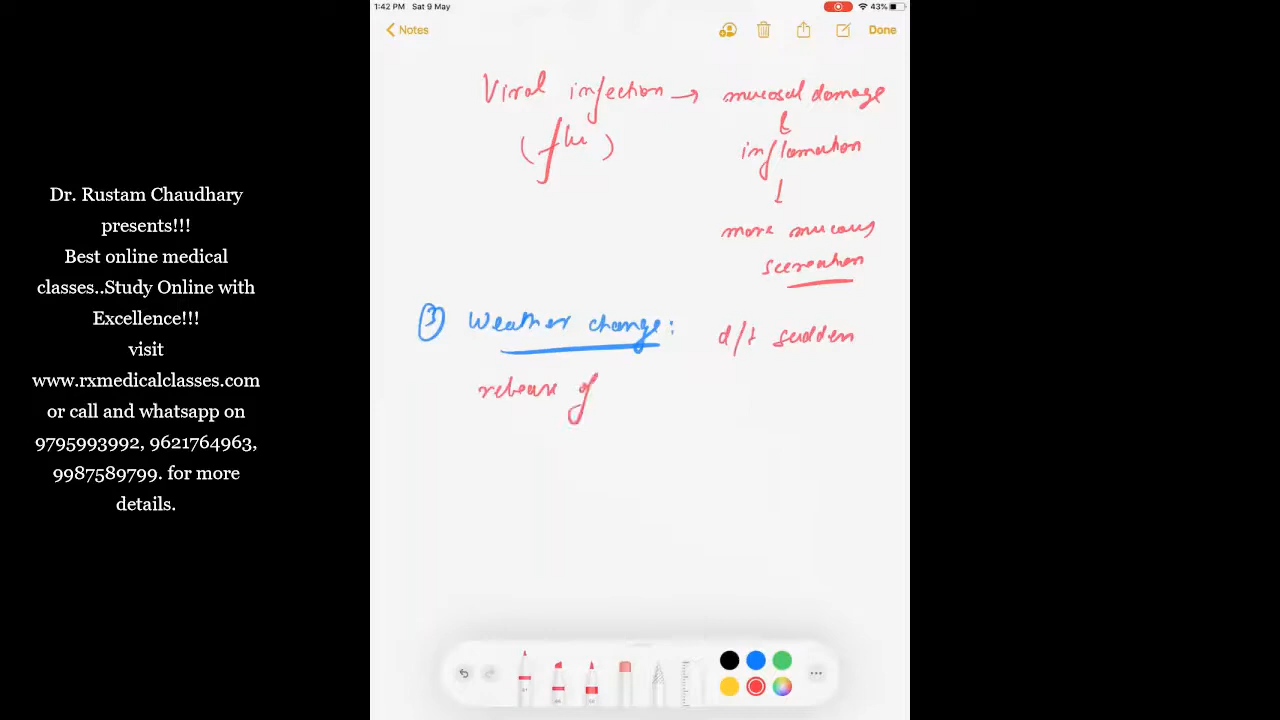 1:42 PM Sat 9 May
43%
Notes
Done
Dr. Rustam Chaudhary
presents!!!
Best online medical
classes..Study Online with
Excellence!!!
visit
www.rxmedicalclasses.com
or call and whatsapp on
9795993992, 9621764963,
9987589799. for more
details.
Viral infection → mucosal damage
(flu)
&
inflamation
↓
more mucous
secreation
③ Weather change: d/t sudden
release of